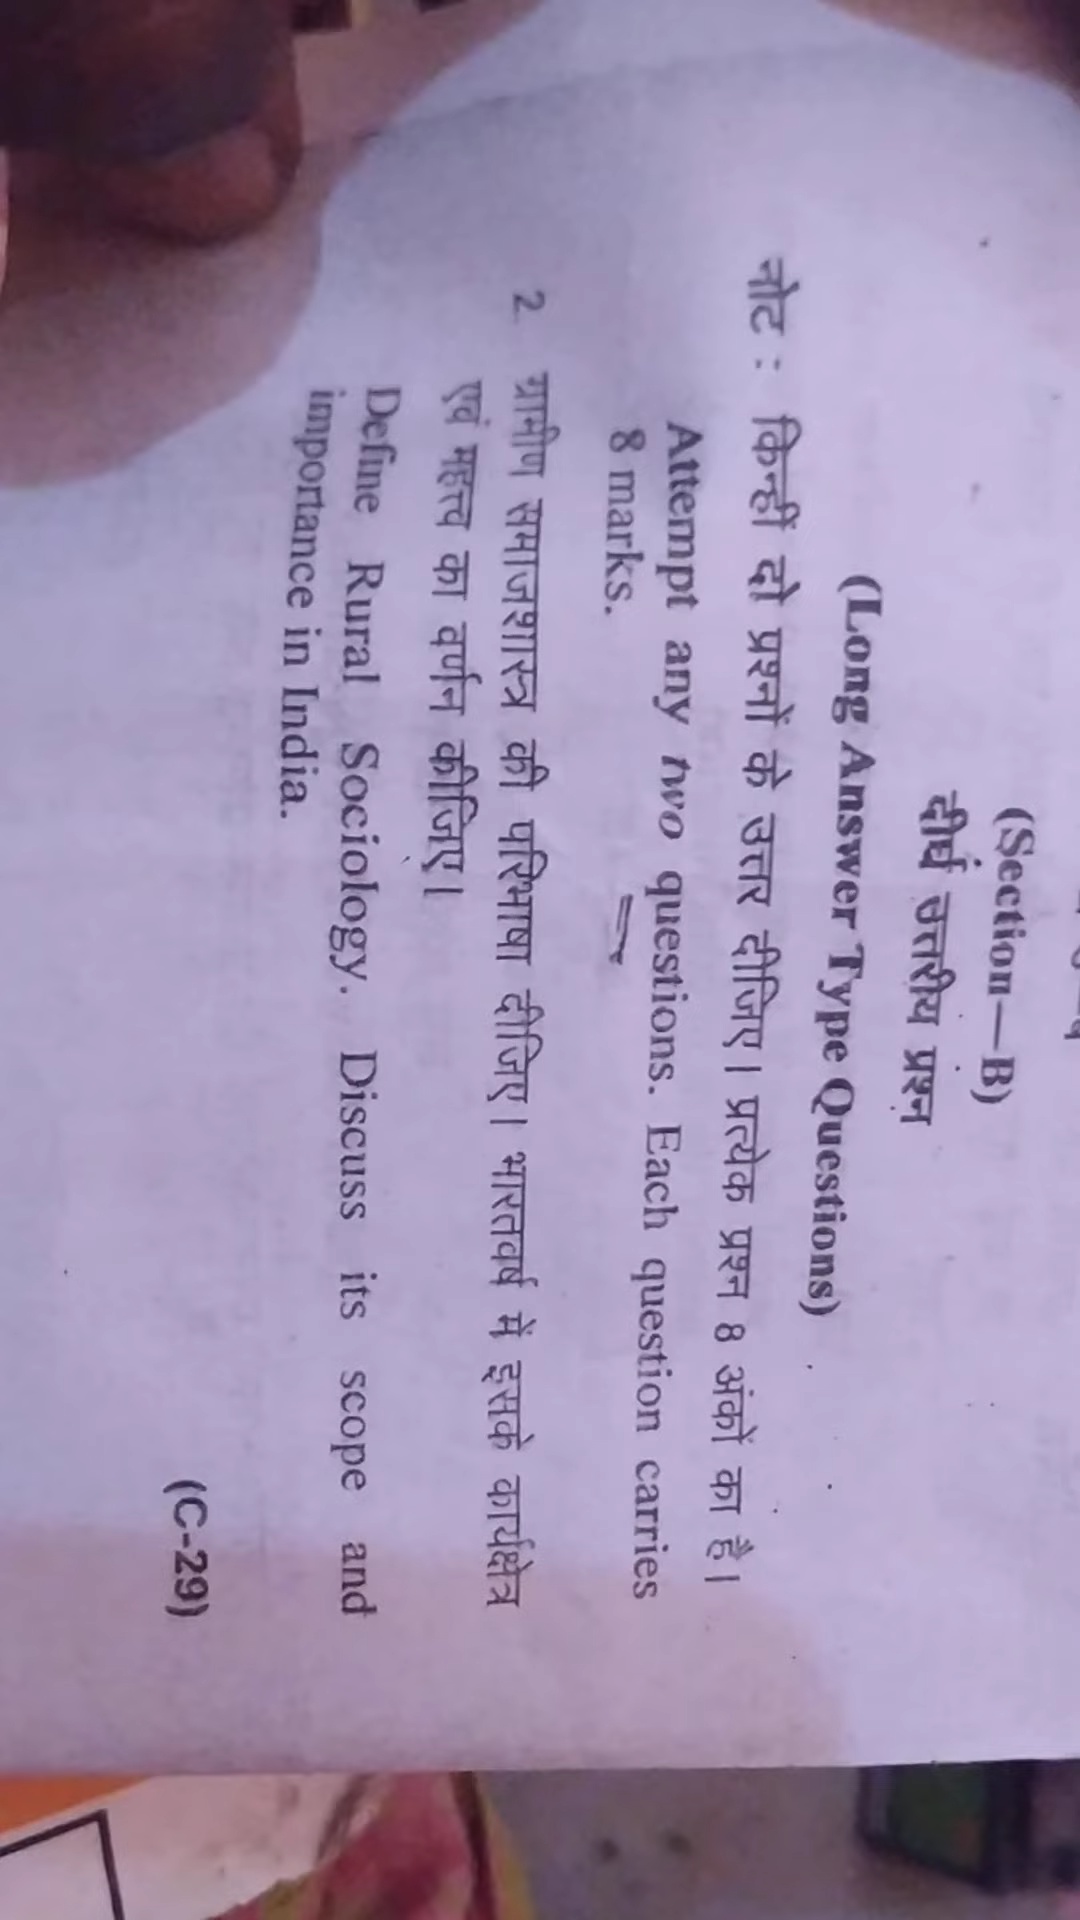 (Section—B)
दीर्घ उत्तरीय प्रश्न
(Long Answer Type Questions)
नोट : किन्हीं दो प्रश्नों के उत्तर दीजिए। प्रत्येक प्रश्न 8 अंकों का है।
Attempt any two questions. Each question carries
8 marks.
2 ग्रामीण समाजशास्त्र की परिभाषा दीजिए। भारतवर्ष में इसके कार्यक्षेत्र
एवं महत्त्व का वर्णन कीजिए।
Define Rural Sociology. Discuss its scope and
importance in India.
(C-29)